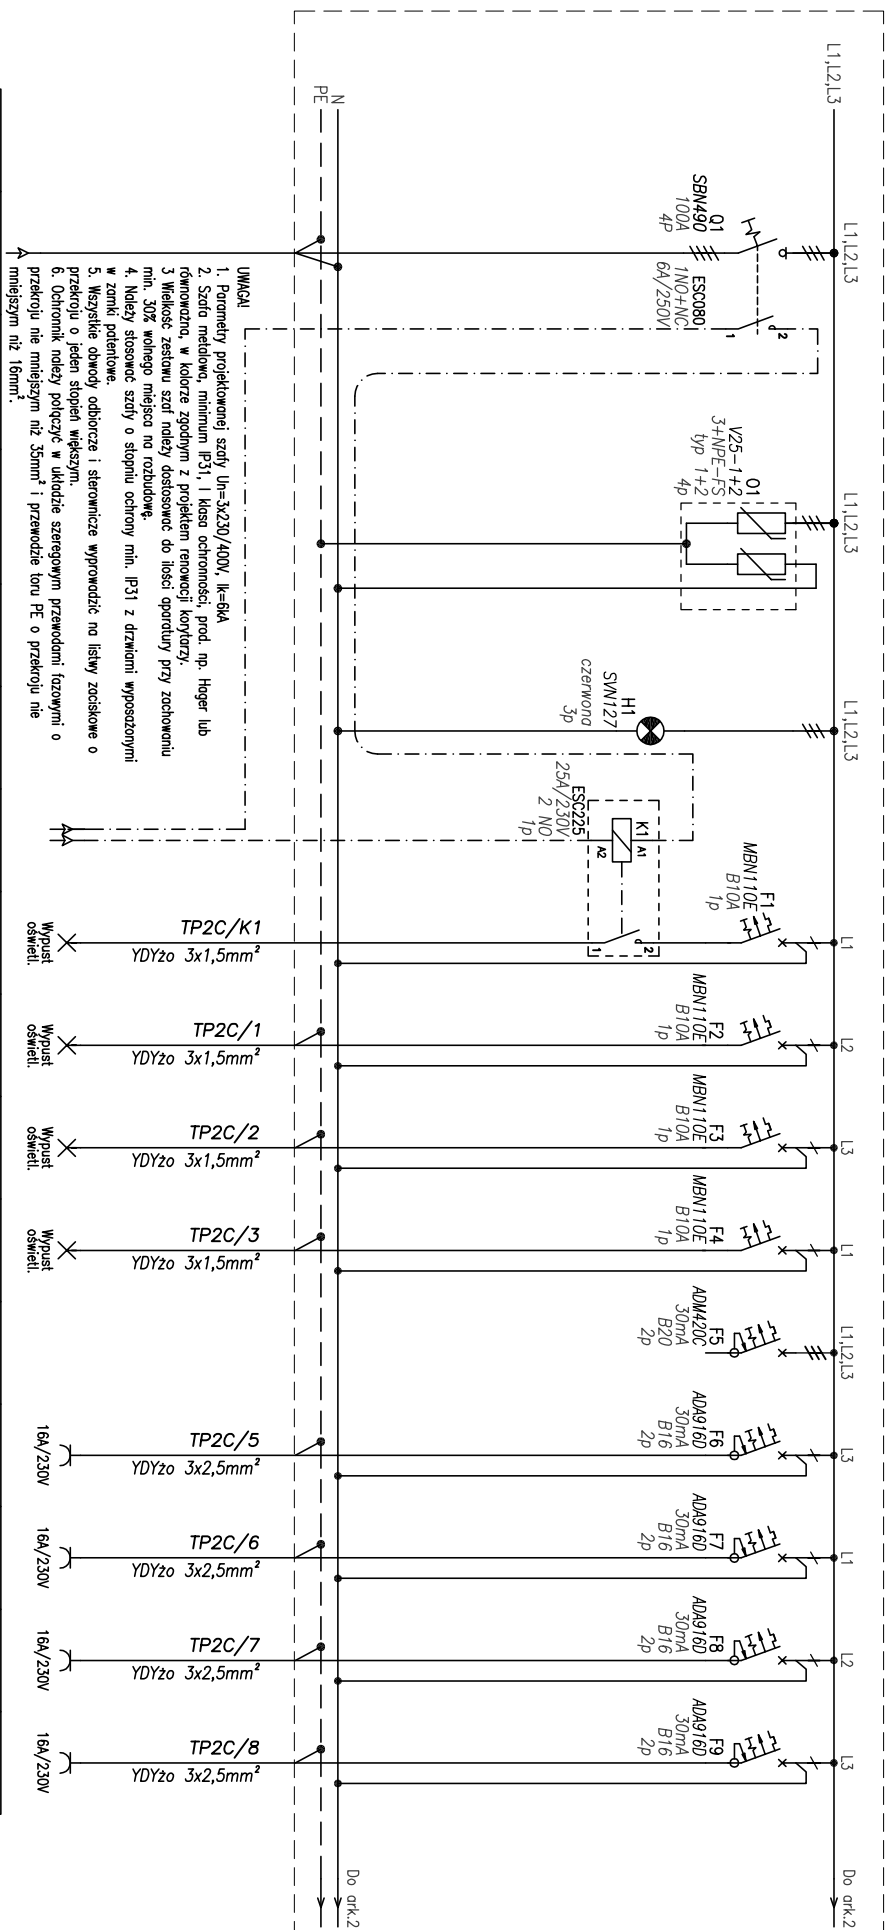 L1,L2,L3
N
PE
L1,L2,L3
Q1
SBN490
100A
4P
ESC080
1NO+NC
6A/250V
1
2
L1,L2,L3
O1
V25-1+2
3+NPE-FS
typ 1+2
4p
L1,L2,L3
H1
SVN127
czerwona
3p
K1
A1
A2
ESC225
25A/230V
2 NO
1p
1
2
L1
F1
MBN110E
B10A
1p
TP2C/K1
YDYżo 3x1,5mm²
Wypust
oświetl.
L2
F2
MBN110E
B10A
1p
TP2C/1
YDYżo 3x1,5mm²
Wypust
oświetl.
L3
F3
MBN110E
B10A
1p
TP2C/2
YDYżo 3x1,5mm²
Wypust
oświetl.
L1
F4
MBN110E
B10A
1p
TP2C/3
YDYżo 3x1,5mm²
Wypust
oświetl.
L1,L2,L3
F5
ADM420C
30mA
B20
2p
L3
F6
ADA916D
30mA
B16
2p
TP2C/5
YDYżo 3x2,5mm²
16A/230V
L1
F7
ADA916D
30mA
B16
2p
TP2C/6
YDYżo 3x2,5mm²
16A/230V
L2
F8
ADA916D
30mA
B16
2p
TP2C/7
YDYżo 3x2,5mm²
16A/230V
L3
F9
ADA916D
30mA
B16
2p
TP2C/8
YDYżo 3x2,5mm²
16A/230V
Do ark.2
Do ark.2
UWAGA!
1. Parametry projektowanej szafy Un=3x230/400V, Ik=6kA
2. Szafa metalowa, minimum IP31, I klasa ochronności, prod. np. Hager lub
równoważna, w kolorze zgodnym z projektem renowacji korytarzy.
3 Wielkość zestawu szaf należy dostosować do ilości aparatury przy zachowaniu
min. 30% wolnego miejsca na rozbudowę.
4. Należy stosować szafy o stopniu ochrony min. IP31 z drzwiami wyposażonymi
w zamki patentowe.
5. Wszystkie obwody odbiorcze i sterownicze wyprowadzić na listwy zaciskowe o
przekroju o jeden stopień większym.
6. Ochronnik należy połączyć w układzie szeregowym przewodami fazowymi o
przekroju nie mniejszym niż 35mm² i przewodzie toru PE o przekroju nie
mniejszym niż 16mm².